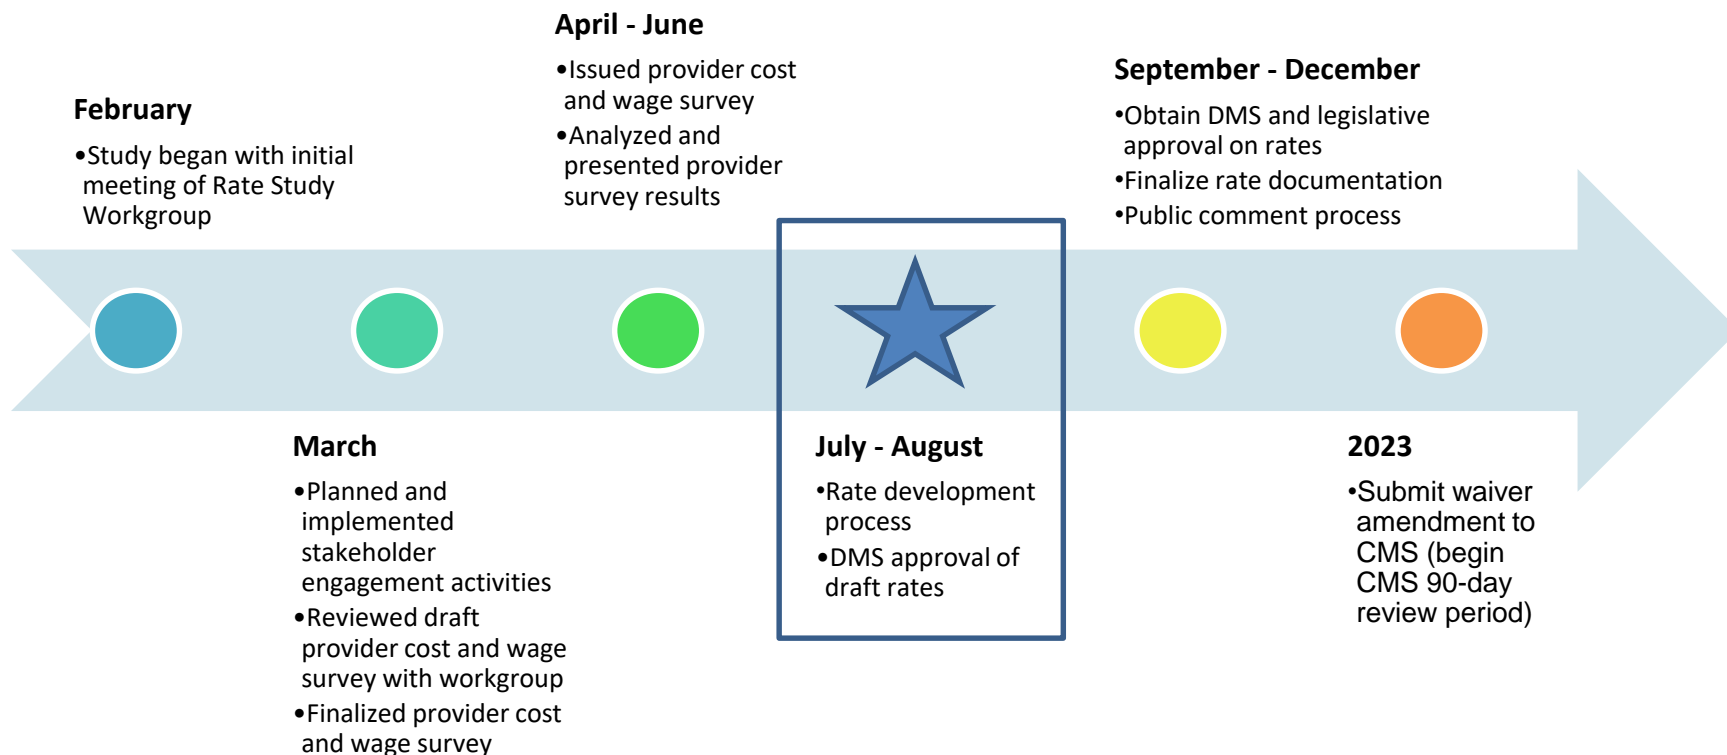 February
•Study began with initial
meeting of Rate Study
Workgroup
March
•Planned and
implemented
stakeholder
engagement activities
•Reviewed draft
provider cost and wage
survey with workgroup
•Finalized provider cost
and wage survey
April - June
•Issued provider cost
and wage survey
•Analyzed and
presented provider
survey results
July - August
•Rate development
process
•DMS approval of
draft rates
September - December
•Obtain DMS and legislative
approval on rates
•Finalize rate documentation
•Public comment process
2023
•Submit waiver
amendment to
CMS (begin
CMS 90-day
review period)